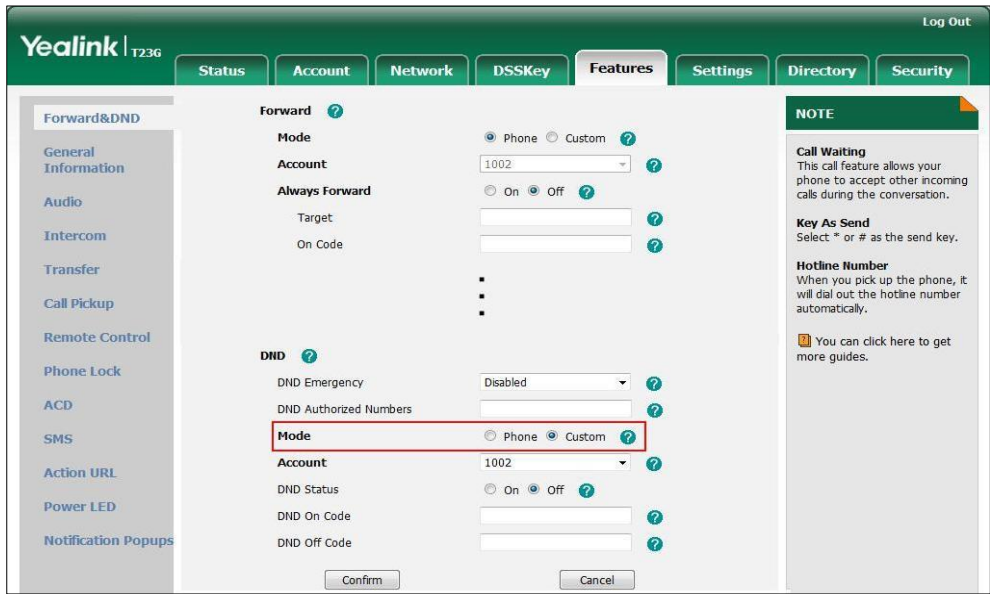 Log Out
Yealink | T23G
Status Account Network DSSKey Features Settings Directory Security
Forward&DND
General
Information
Audio
Intercom
Transfer
Call Pickup
Remote Control
Phone Lock
ACD
SMS
Action URL
Power LED
Notification Popups
Forward ?
Mode Phone Custom ?
Account 1002 ?
Always Forward On Off ?
Target ?
On Code ?
DND ?
DND Emergency Disabled ?
DND Authorized Numbers ?
Mode Phone Custom ?
Account 1002 ?
DND Status On Off ?
DND On Code ?
DND Off Code ?
Confirm Cancel
NOTE
Call Waiting
This call feature allows your
phone to accept other incoming
calls during the conversation.
Key As Send
Select * or # as the send key.
Hotline Number
When you pick up the phone, it
will dial out the hotline number
automatically.
? You can click here to get
more guides.